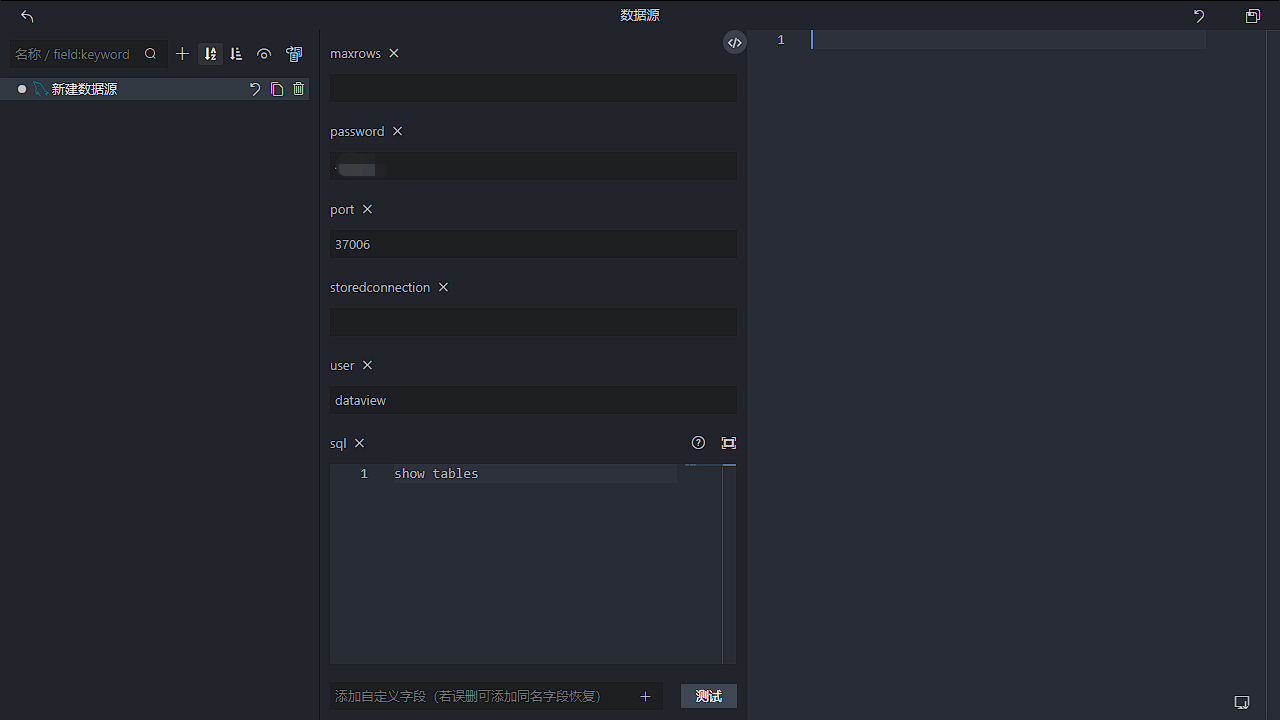 数据源
名称 / field:keyword
新建数据源
maxrows
password
port
37006
storedconnection
user
dataview
sql
1 show tables
添加自定义字段（若误删可添加同名字段恢复）
测试
1